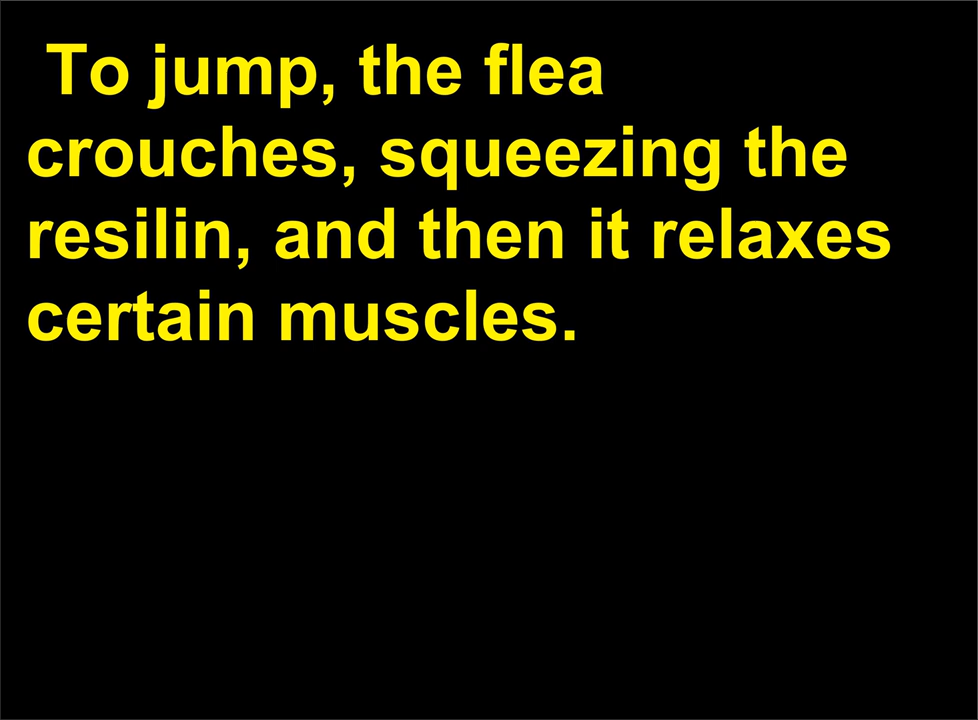 To jump, the flea
crouches, squeezing the
resilin, and then it relaxes
certain muscles.